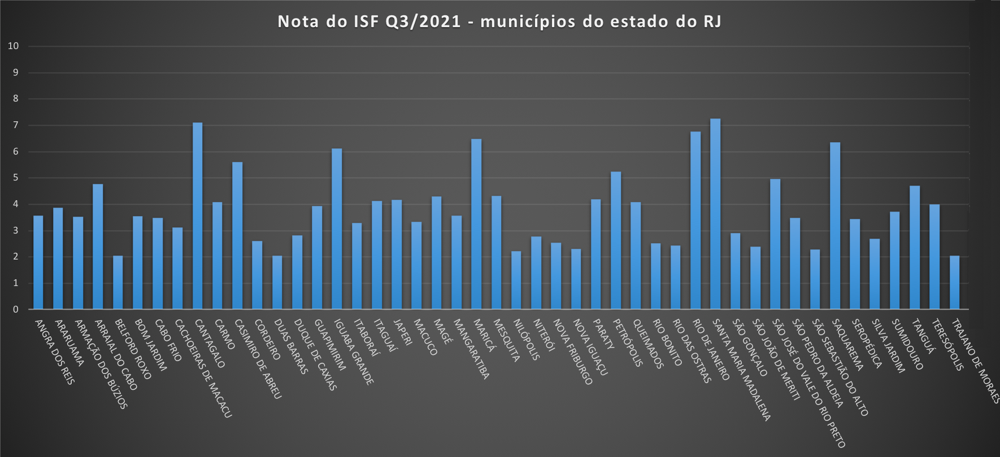 Nota do ISF Q3/2021 - municípios do estado do RJ
10
9
8
7
6
5
4
3
2
1
0
ANGRA DOS REIS
ARARUAMA
ARMAÇÃO DOS BÚZIOS
ARRAIAL DO CABO
BELFORD ROXO
BOM JARDIM
CABO FRIO
CACHOEIRAS DE MACACU
CANTAGALO
CARMO
CASIMIRO DE ABREU
CORDEIRO
DUAS BARRAS
DUQUE DE CAXIAS
GUAPIMIRIM
IGUABA GRANDE
ITABORAÍ
ITAGUAÍ
JAPERI
MACUCO
MAGÉ
MANGARATIBA
MARICÁ
MESQUITA
NILÓPOLIS
NITERÓI
NOVA FRIBURGO
NOVA IGUAÇU
PARATY
PETRÓPOLIS
QUEIMADOS
RIO BONITO
RIO DAS OSTRAS
RIO DE JANEIRO
SANTA MARIA MADALENA
SÃO GONÇALO
SÃO JOÃO DE MERITI
SÃO JOSÉ DO VALE DO RIO PRETO
SÃO PEDRO DA ALDEIA
SÃO SEBASTIÃO DO ALTO
SAQUAREMA
SEROPÉDICA
SILVA JARDIM
SUMIDOURO
TANGUÁ
TERESÓPOLIS
TRAJANO DE MORAES